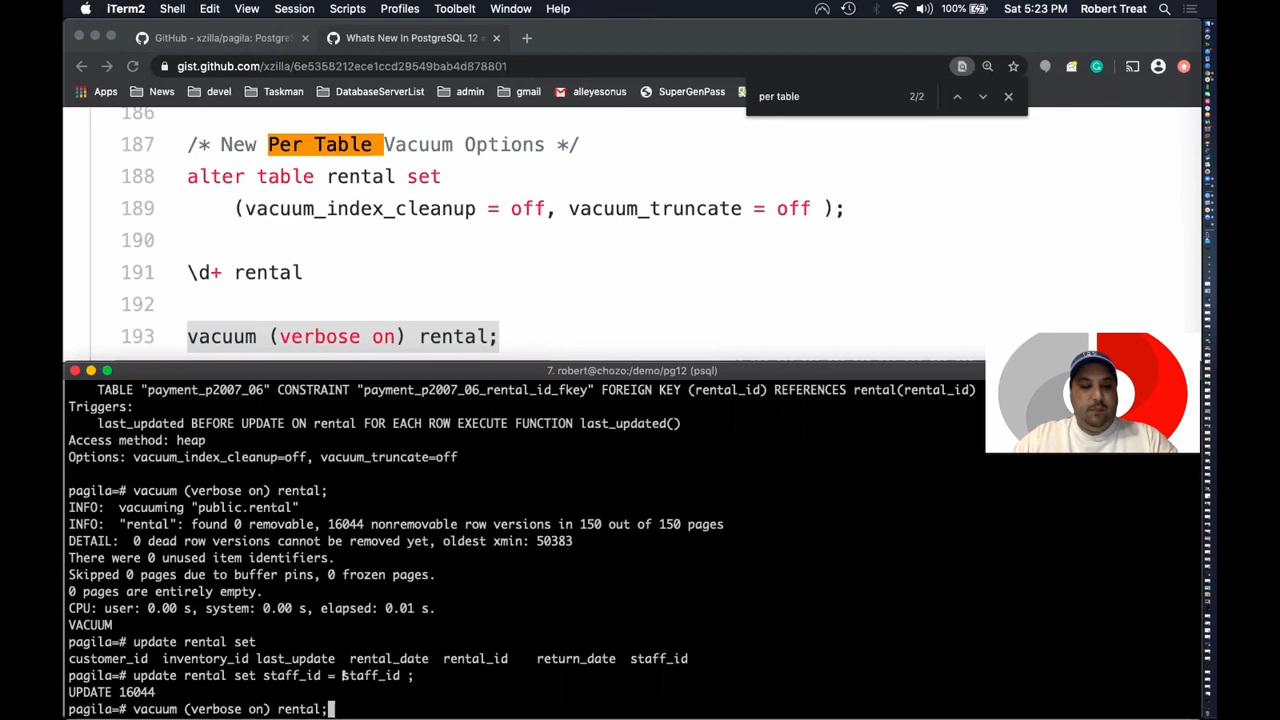 iTerm2 Shell Edit View Session Scripts Profiles Toolbelt Window Help 100% Sat 5:23 PM Robert Treat
GitHub - xzilla/pagila: Postgre
Whats New In PostgreSQL 12
gist.github.com/xzilla/6e5358212ece1ccd29549bab4d878801
Apps News devel Taskman DatabaseServerList admin gmail alleyesonus SuperGenPass
per table 2/2
186
187 /* New Per Table Vacuum Options */
188 alter table rental set
189 (vacuum_index_cleanup = off, vacuum_truncate = off );
190
191 \d+ rental
192
193 vacuum (verbose on) rental;
7. robert@chozo:/demo/pg12 (psql)
TABLE "payment_p2007_06" CONSTRAINT "payment_p2007_06_rental_id_fkey" FOREIGN KEY (rental_id) REFERENCES rental(rental_id)
Triggers:
last_updated BEFORE UPDATE ON rental FOR EACH ROW EXECUTE FUNCTION last_updated()
Access method: heap
Options: vacuum_index_cleanup=off, vacuum_truncate=off
pagila=# vacuum (verbose on) rental;
INFO: vacuuming "public.rental"
INFO: "rental": found 0 removable, 16044 nonremovable row versions in 150 out of 150 pages
DETAIL: 0 dead row versions cannot be removed yet, oldest xmin: 50383
There were 0 unused item identifiers.
Skipped 0 pages due to buffer pins, 0 frozen pages.
0 pages are entirely empty.
CPU: user: 0.00 s, system: 0.00 s, elapsed: 0.01 s.
VACUUM
pagila=# update rental set
customer_id inventory_id last_update rental_date rental_id return_date staff_id
pagila=# update rental set staff_id = staff_id ;
UPDATE 16044
pagila=# vacuum (verbose on) rental;